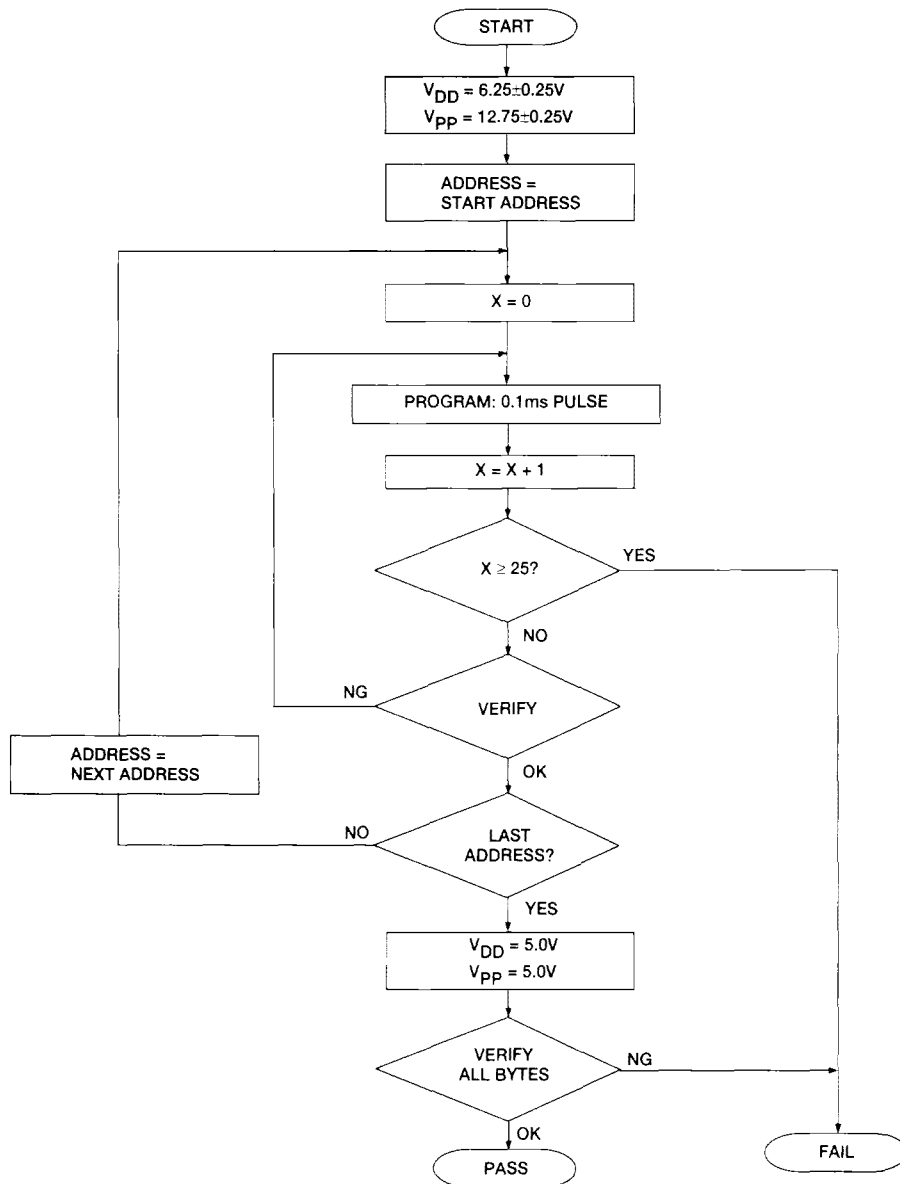 START
VDD = 6.25±0.25V
VPP = 12.75±0.25V
ADDRESS =
START ADDRESS
X = 0
PROGRAM: 0.1ms PULSE
X = X + 1
X ≥ 25?
YES
NO
VERIFY
NG
OK
ADDRESS =
NEXT ADDRESS
LAST
ADDRESS?
NO
YES
VDD = 5.0V
VPP = 5.0V
VERIFY
ALL BYTES
NG
OK
PASS
FAIL